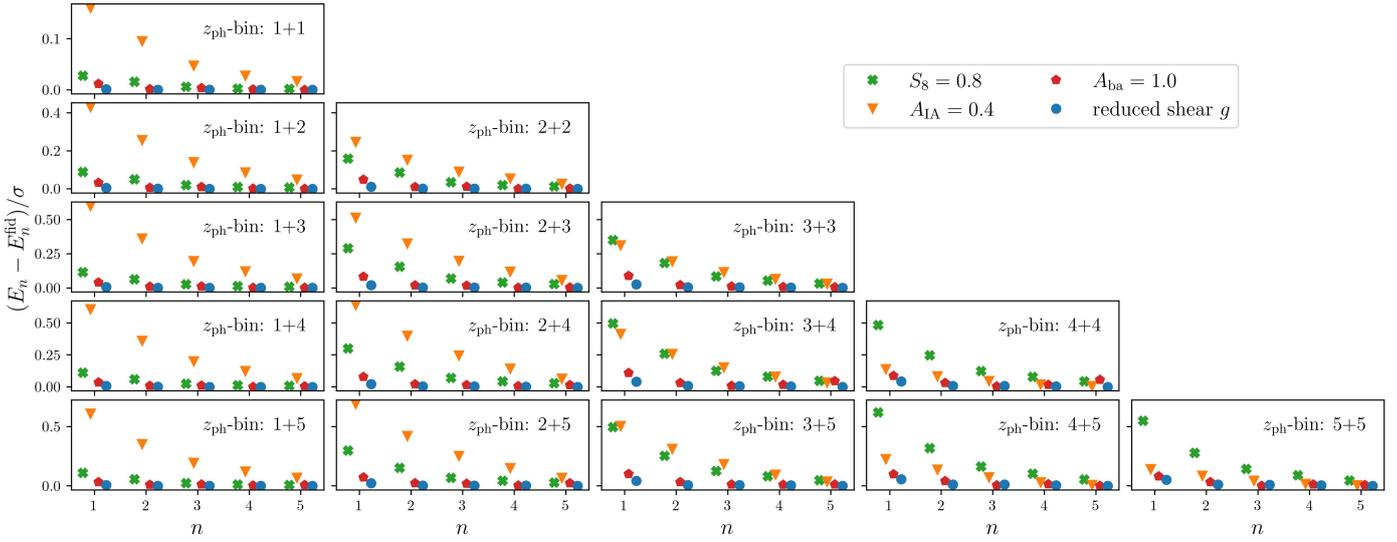 z_ph-bin: 1+1
0.1
0.0
S_8 = 0.8
A_ba = 1.0
A_IA = 0.4
reduced shear g
z_ph-bin: 1+2
z_ph-bin: 2+2
0.4
0.2
0.0
(E_n − E_n^fid)/σ
z_ph-bin: 1+3
z_ph-bin: 2+3
z_ph-bin: 3+3
0.50
0.25
0.00
z_ph-bin: 1+4
z_ph-bin: 2+4
z_ph-bin: 3+4
z_ph-bin: 4+4
0.50
0.25
0.00
z_ph-bin: 1+5
z_ph-bin: 2+5
z_ph-bin: 3+5
z_ph-bin: 4+5
z_ph-bin: 5+5
0.5
0.0
1 2 3 4 5
1 2 3 4 5
1 2 3 4 5
1 2 3 4 5
1 2 3 4 5
n
n
n
n
n